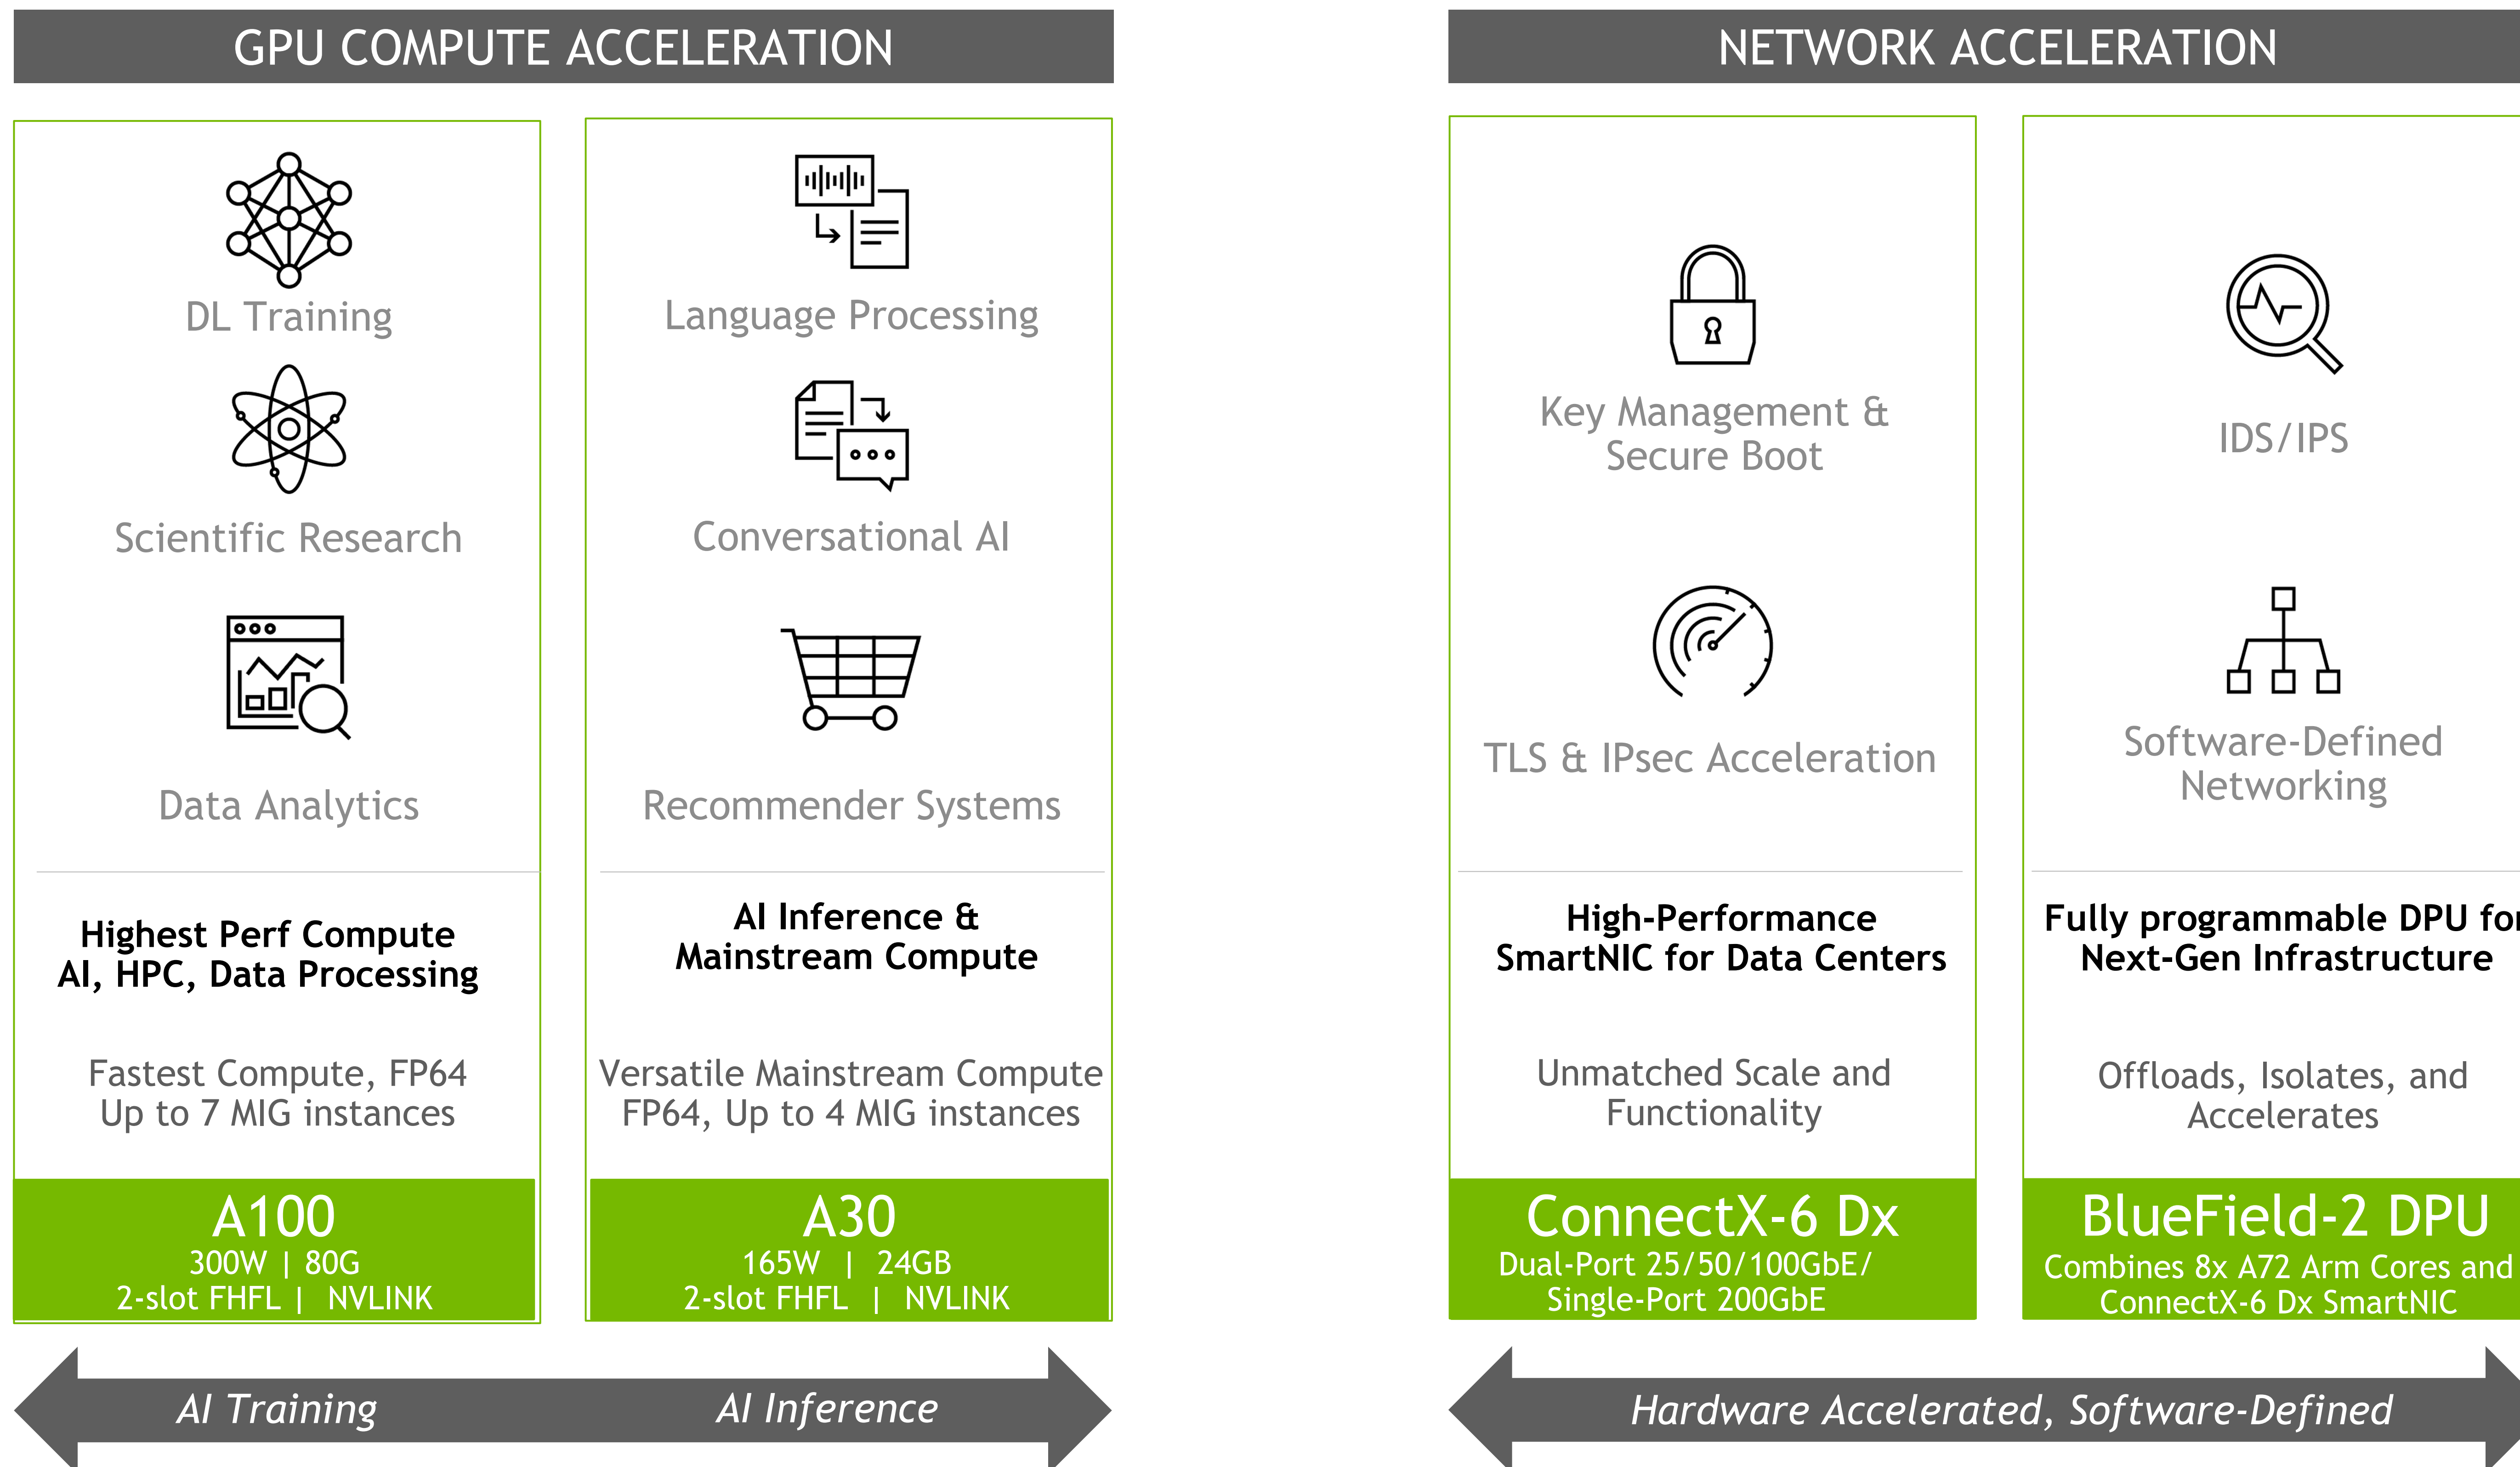 GPU COMPUTE ACCELERATION
DL Training
Scientific Research
Data Analytics
Highest Perf Compute
AI, HPC, Data Processing
Fastest Compute, FP64
Up to 7 MIG instances
A100
300W | 80G
2-slot FHFL | NVLINK
Language Processing
Conversational AI
Recommender Systems
AI Inference &
Mainstream Compute
Versatile Mainstream Compute
FP64, Up to 4 MIG instances
A30
165W | 24GB
2-slot FHFL | NVLINK
AI Training
AI Inference
NETWORK ACCELERATION
Key Management &
Secure Boot
TLS & IPsec Acceleration
High-Performance
SmartNIC for Data Centers
Unmatched Scale and
Functionality
ConnectX-6 Dx
Dual-Port 25/50/100GbE/
Single-Port 200GbE
IDS/IPS
Software-Defined
Networking
Fully programmable DPU for
Next-Gen Infrastructure
Offloads, Isolates, and
Accelerates
BlueField-2 DPU
Combines 8x A72 Arm Cores and
ConnectX-6 Dx SmartNIC
Hardware Accelerated, Software-Defined